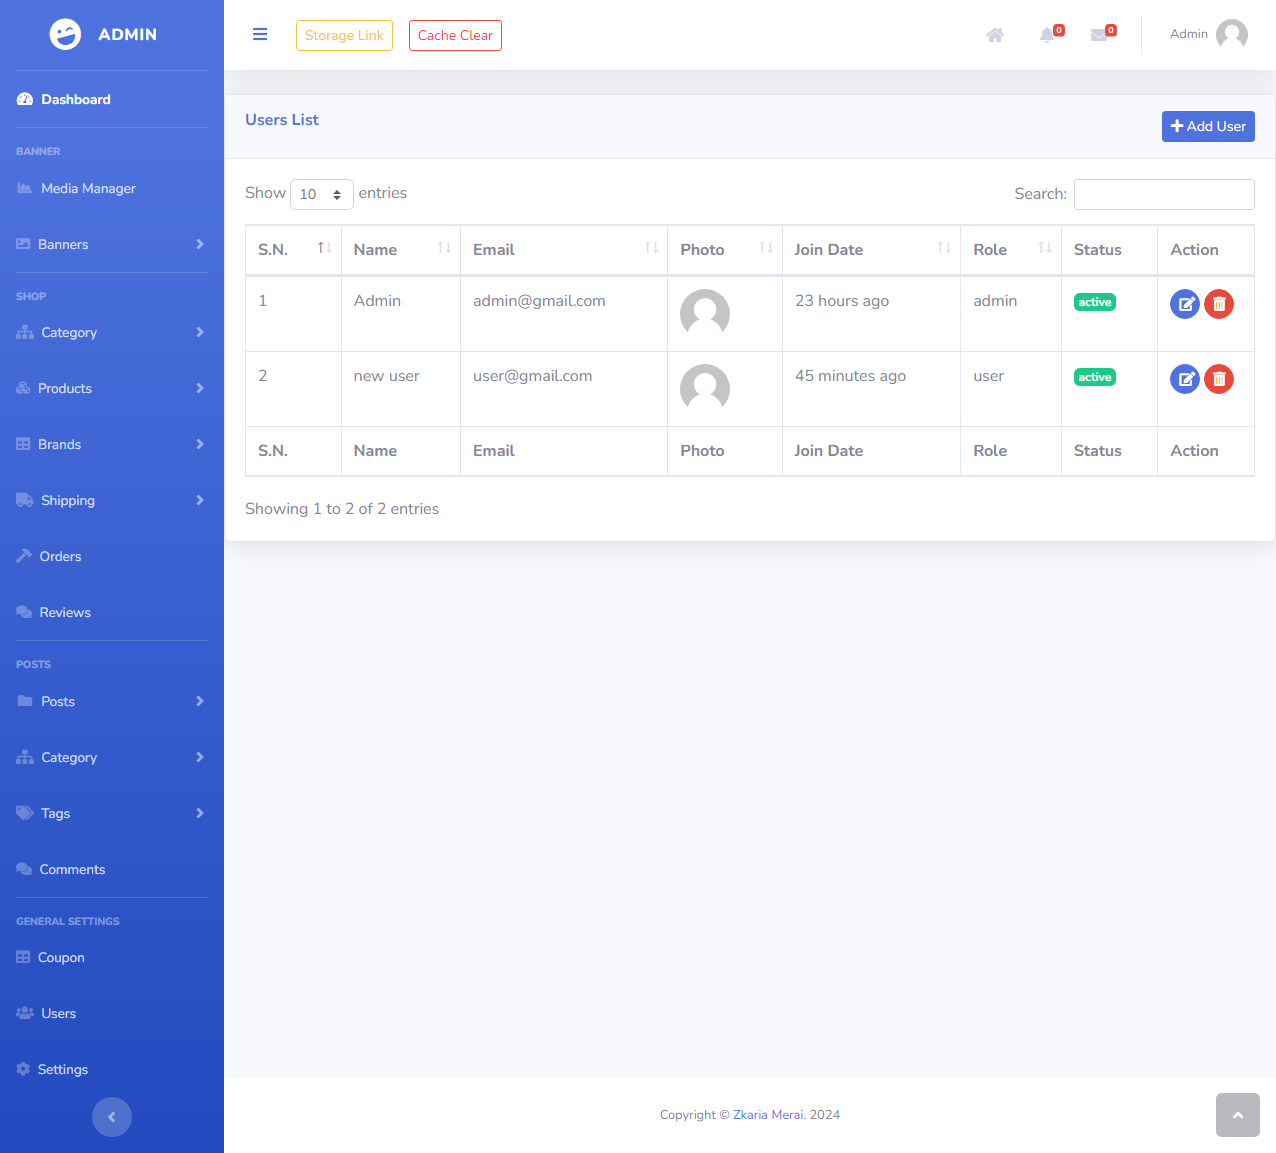 ADMIN
Storage Link
Cache Clear
0
0
Admin
Dashboard
BANNER
Media Manager
Banners
SHOP
Category
Products
Brands
Shipping
Orders
Reviews
POSTS
Posts
Category
Tags
Comments
GENERAL SETTINGS
Coupon
Users
Settings
Users List
Add User
Show 10 entries
Search:
S.N. Name Email Photo Join Date Role Status Action
1 Admin admin@gmail.com 23 hours ago admin active
2 new user user@gmail.com 45 minutes ago user active
S.N. Name Email Photo Join Date Role Status Action
Showing 1 to 2 of 2 entries
Copyright © Zkaria Merai. 2024